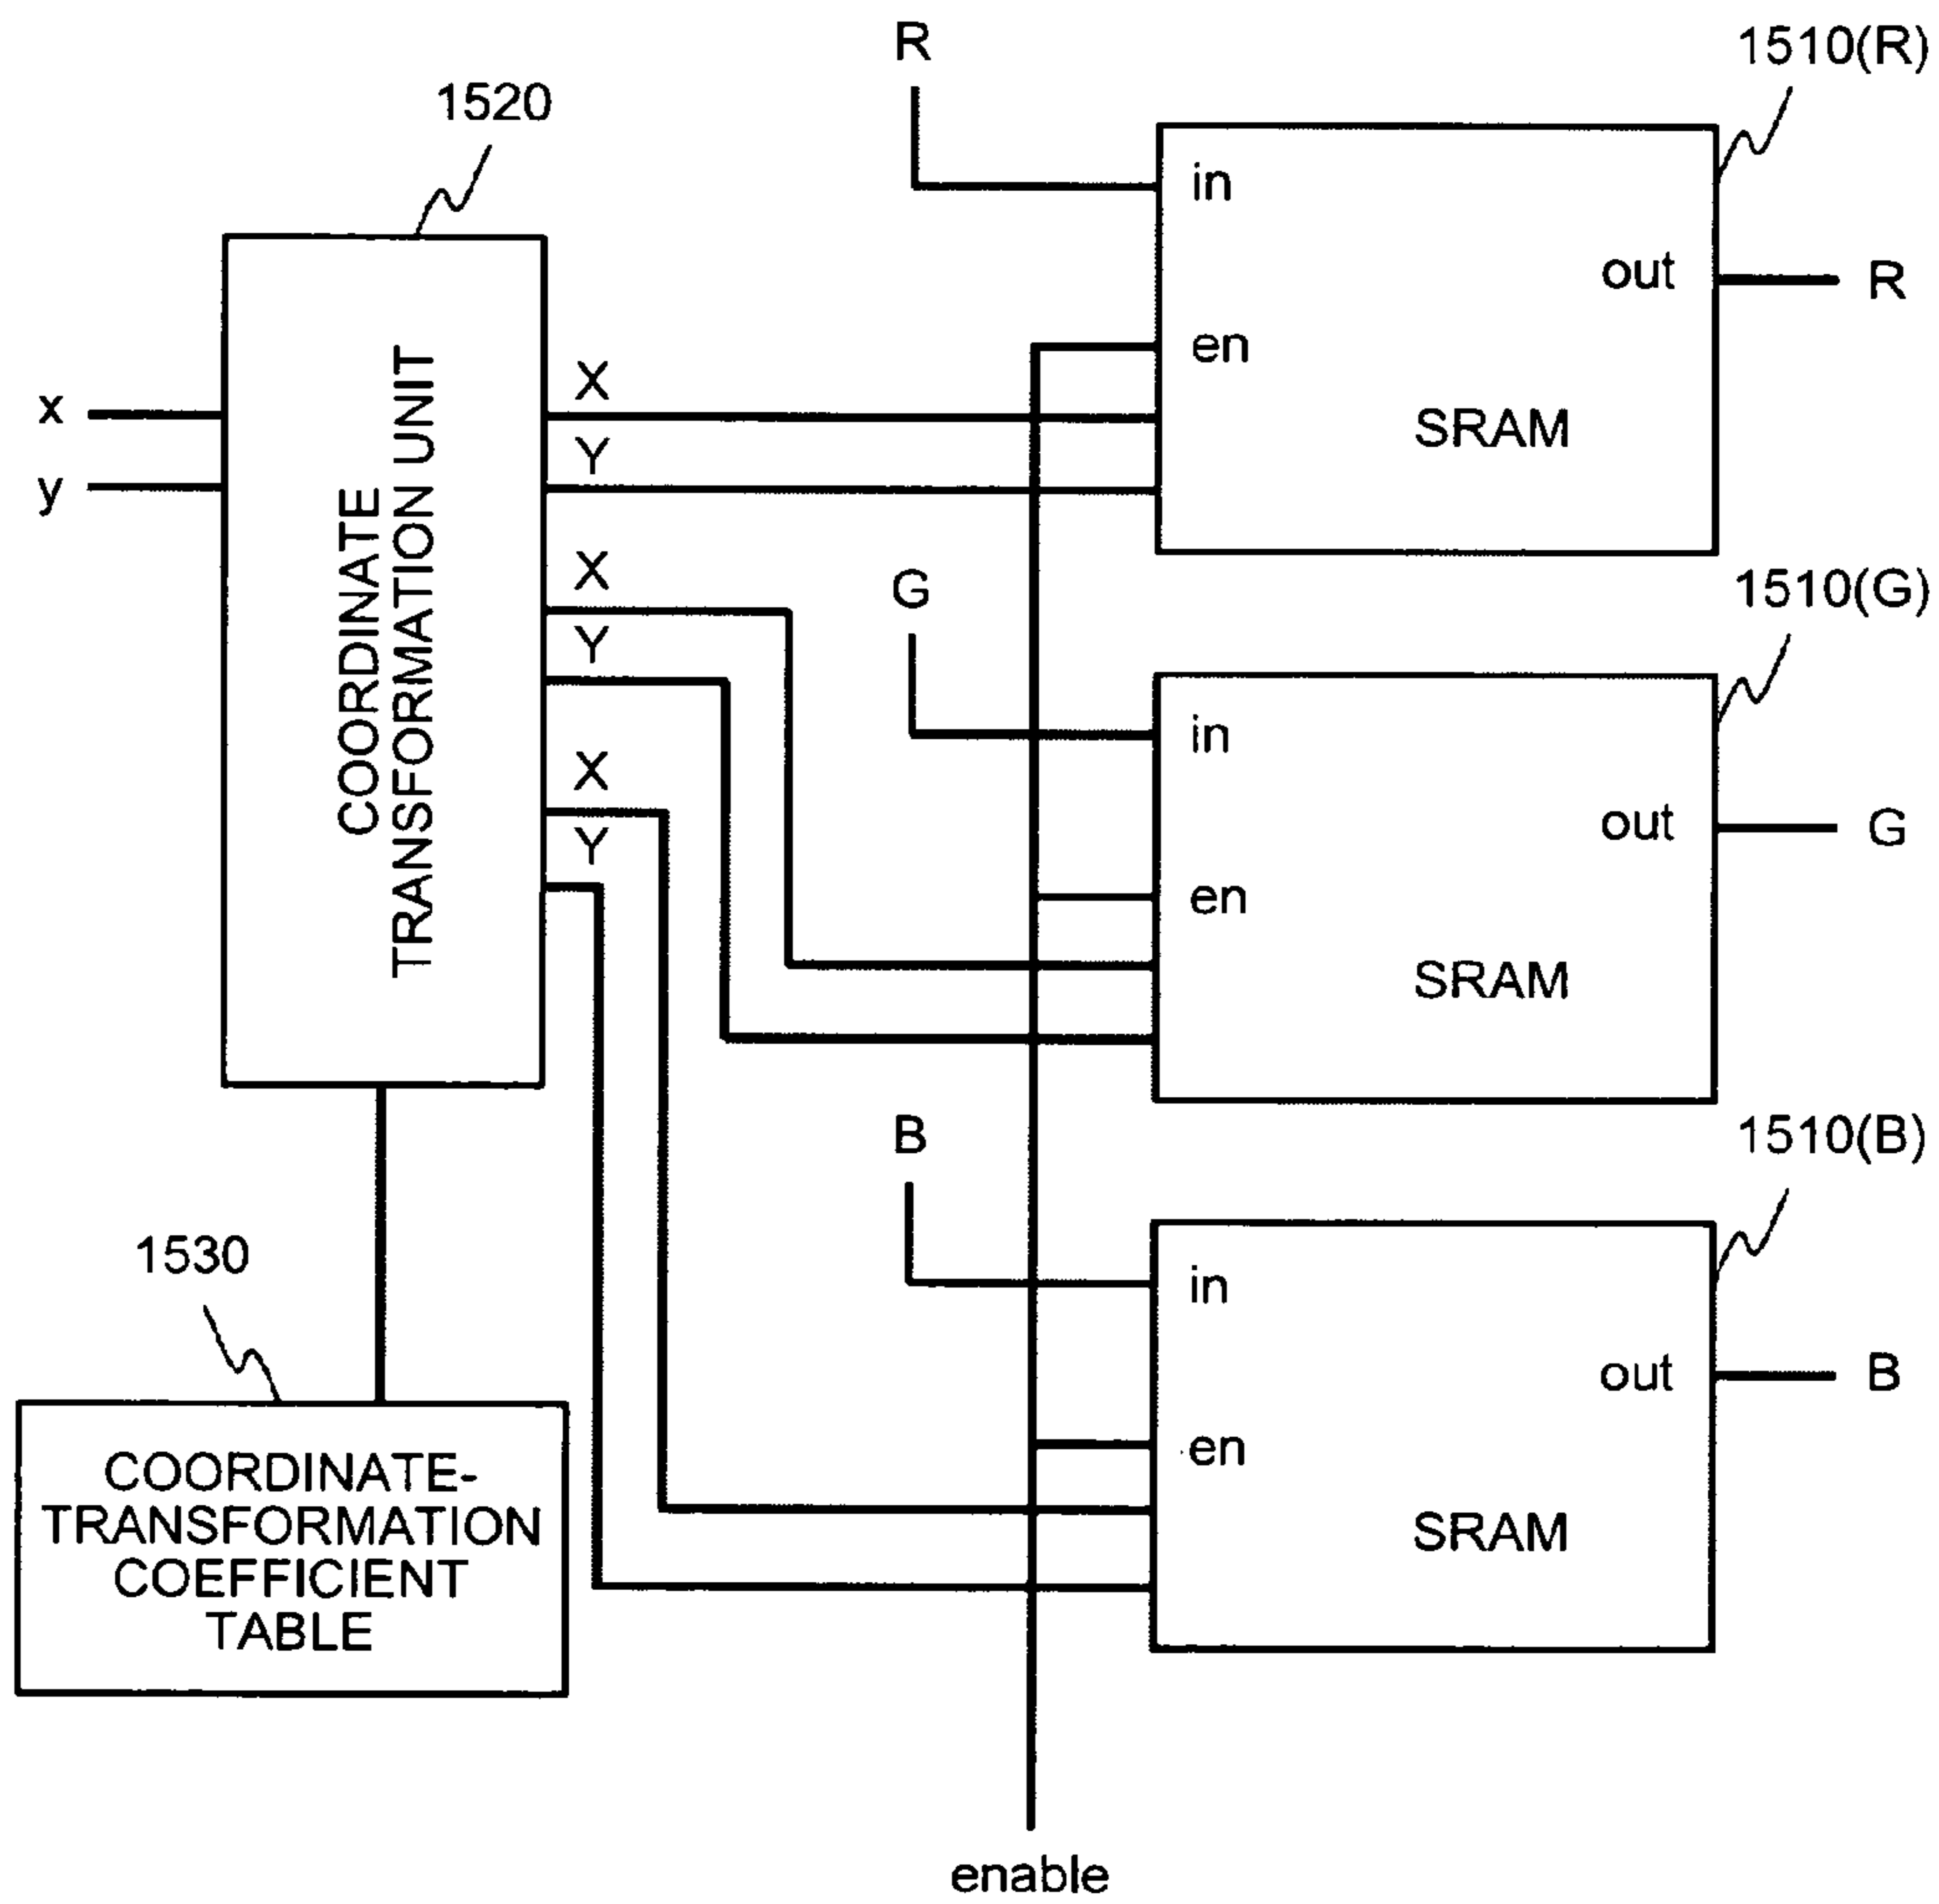 R
1510(R)
1520
in
out
R
en
x
X
SRAM
y
Y
COORDINATE
TRANSFORMATION UNIT
X
G
1510(G)
Y
in
X
out
G
Y
en
SRAM
B
1510(B)
1530
in
out
B
en
COORDINATE-
TRANSFORMATION
COEFFICIENT
TABLE
SRAM
enable